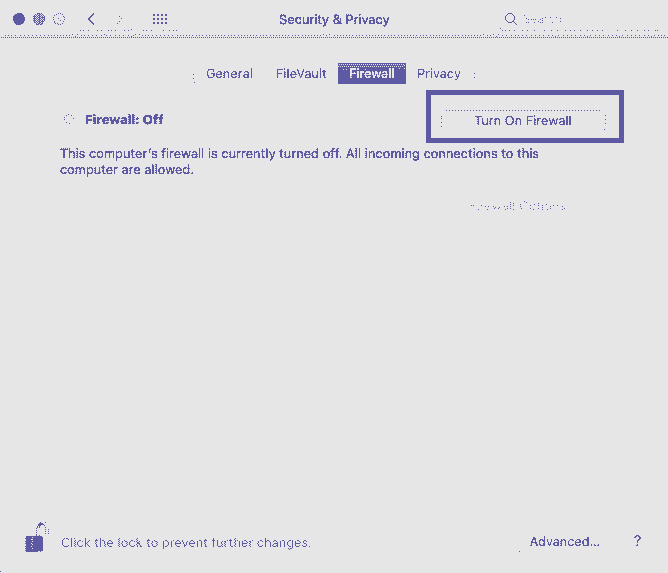 Security & Privacy
Search
General
FileVault
Firewall
Privacy
Firewall: Off
Turn On Firewall
This computer's firewall is currently turned off. All incoming connections to this
computer are allowed.
Firewall Options
Click the lock to prevent further changes.
Advanced...
?